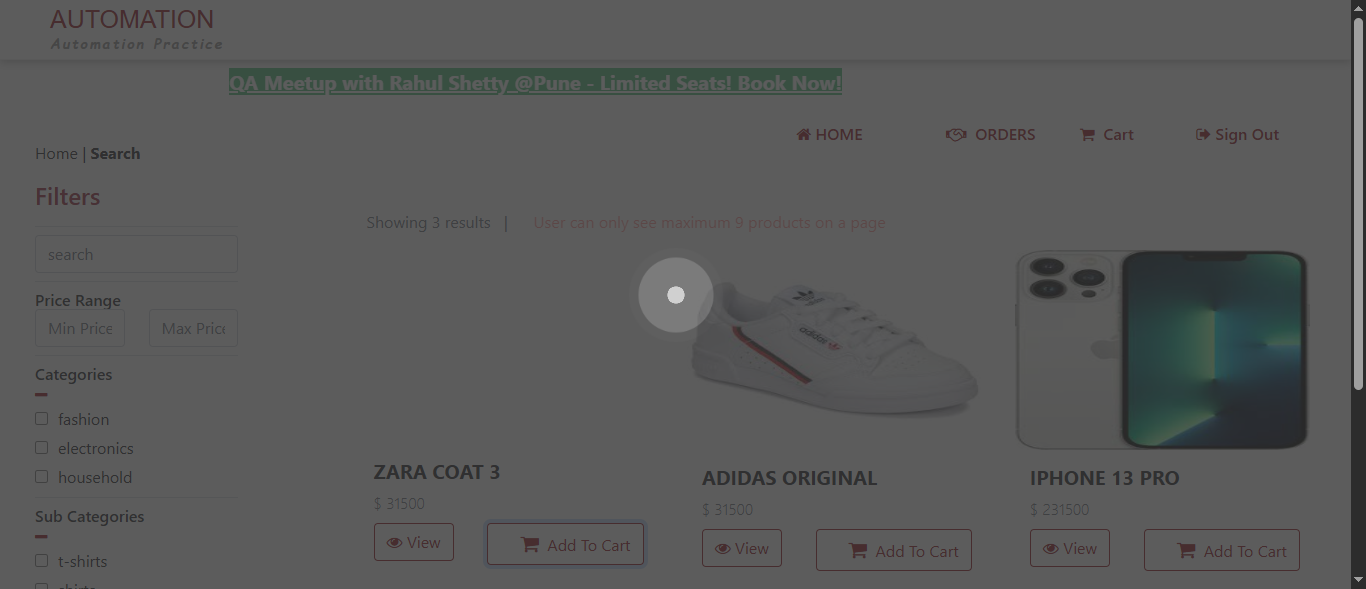 AUTOMATION
Automation Practice
QA Meetup with Rahul Shetty @Pune - Limited Seats! Book Now!
HOME ORDERS Cart Sign Out
Home | Search
Filters
Showing 3 results | User can only see maximum 9 products on a page
search
Price Range
Min Price Max Price
Categories
fashion
electronics
household
Sub Categories
t-shirts
shirts
adidas
ZARA COAT 3
$ 31500
View Add To Cart
ADIDAS ORIGINAL
$ 31500
View Add To Cart
IPHONE 13 PRO
$ 231500
View Add To Cart